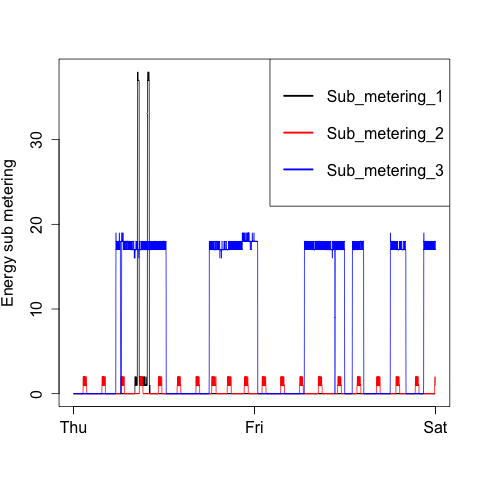 Sub_metering_1
Sub_metering_2
Sub_metering_3
Energy sub metering
30
20
10
0
Thu
Fri
Sat